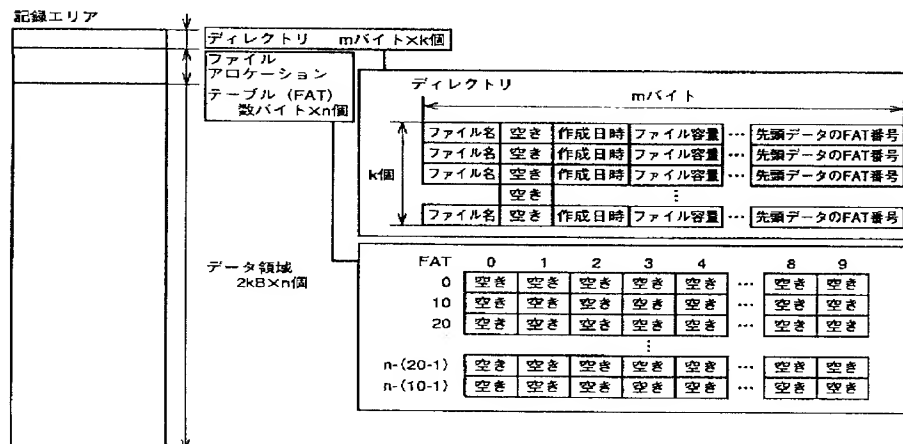 記録エリア
ディレクトリ mバイト×k個
ファイル
アロケーション
テーブル (FAT)
数バイト×n個
データ領域
2kB×n個
ディレクトリ
mバイト
k個
ファイル名 空き 作成日時 ファイル容量 … 先頭データのFAT番号
ファイル名 空き 作成日時 ファイル容量 … 先頭データのFAT番号
ファイル名 空き 作成日時 ファイル容量 … 先頭データのFAT番号
空き ⋮
ファイル名 空き 作成日時 ファイル容量 … 先頭データのFAT番号
FAT 0 1 2 3 4 8 9
0 空き 空き 空き 空き 空き … 空き 空き
10 空き 空き 空き 空き 空き … 空き 空き
20 空き 空き 空き 空き 空き … 空き 空き
⋮
n-(20-1) 空き 空き 空き 空き 空き … 空き 空き
n-(10-1) 空き 空き 空き 空き 空き … 空き 空き